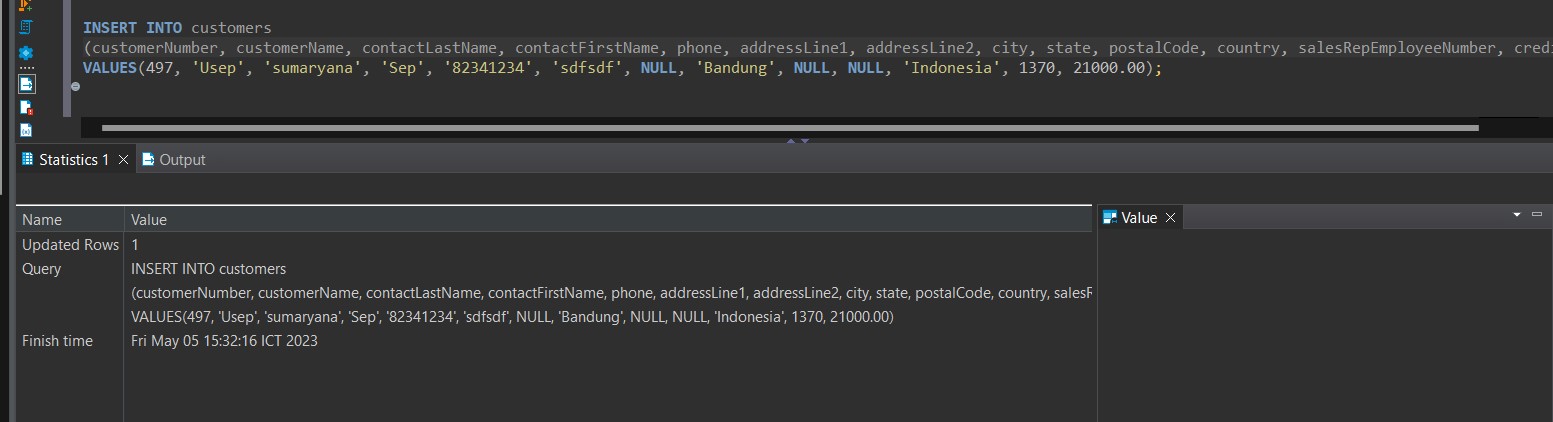 INSERT INTO customers
(customerNumber, customerName, contactLastName, contactFirstName, phone, addressLine1, addressLine2, city, state, postalCode, country, salesRepEmployeeNumber, cred
VALUES(497, 'Usep', 'sumaryana', 'Sep', '82341234', 'sdfsdf', NULL, 'Bandung', NULL, NULL, 'Indonesia', 1370, 21000.00);
Statistics 1 Output
Name Value
Value
Updated Rows 1
Query INSERT INTO customers
(customerNumber, customerName, contactLastName, contactFirstName, phone, addressLine1, addressLine2, city, state, postalCode, country, sales
VALUES(497, 'Usep', 'sumaryana', 'Sep', '82341234', 'sdfsdf', NULL, 'Bandung', NULL, NULL, 'Indonesia', 1370, 21000.00)
Finish time Fri May 05 15:32:16 ICT 2023